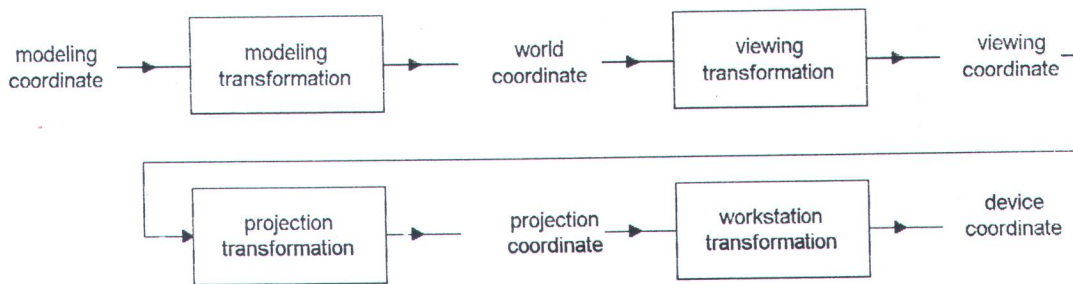 modeling
coordinate
modeling
transformation
world
coordinate
viewing
transformation
viewing
coordinate
projection
transformation
projection
coordinate
workstation
transformation
device
coordinate